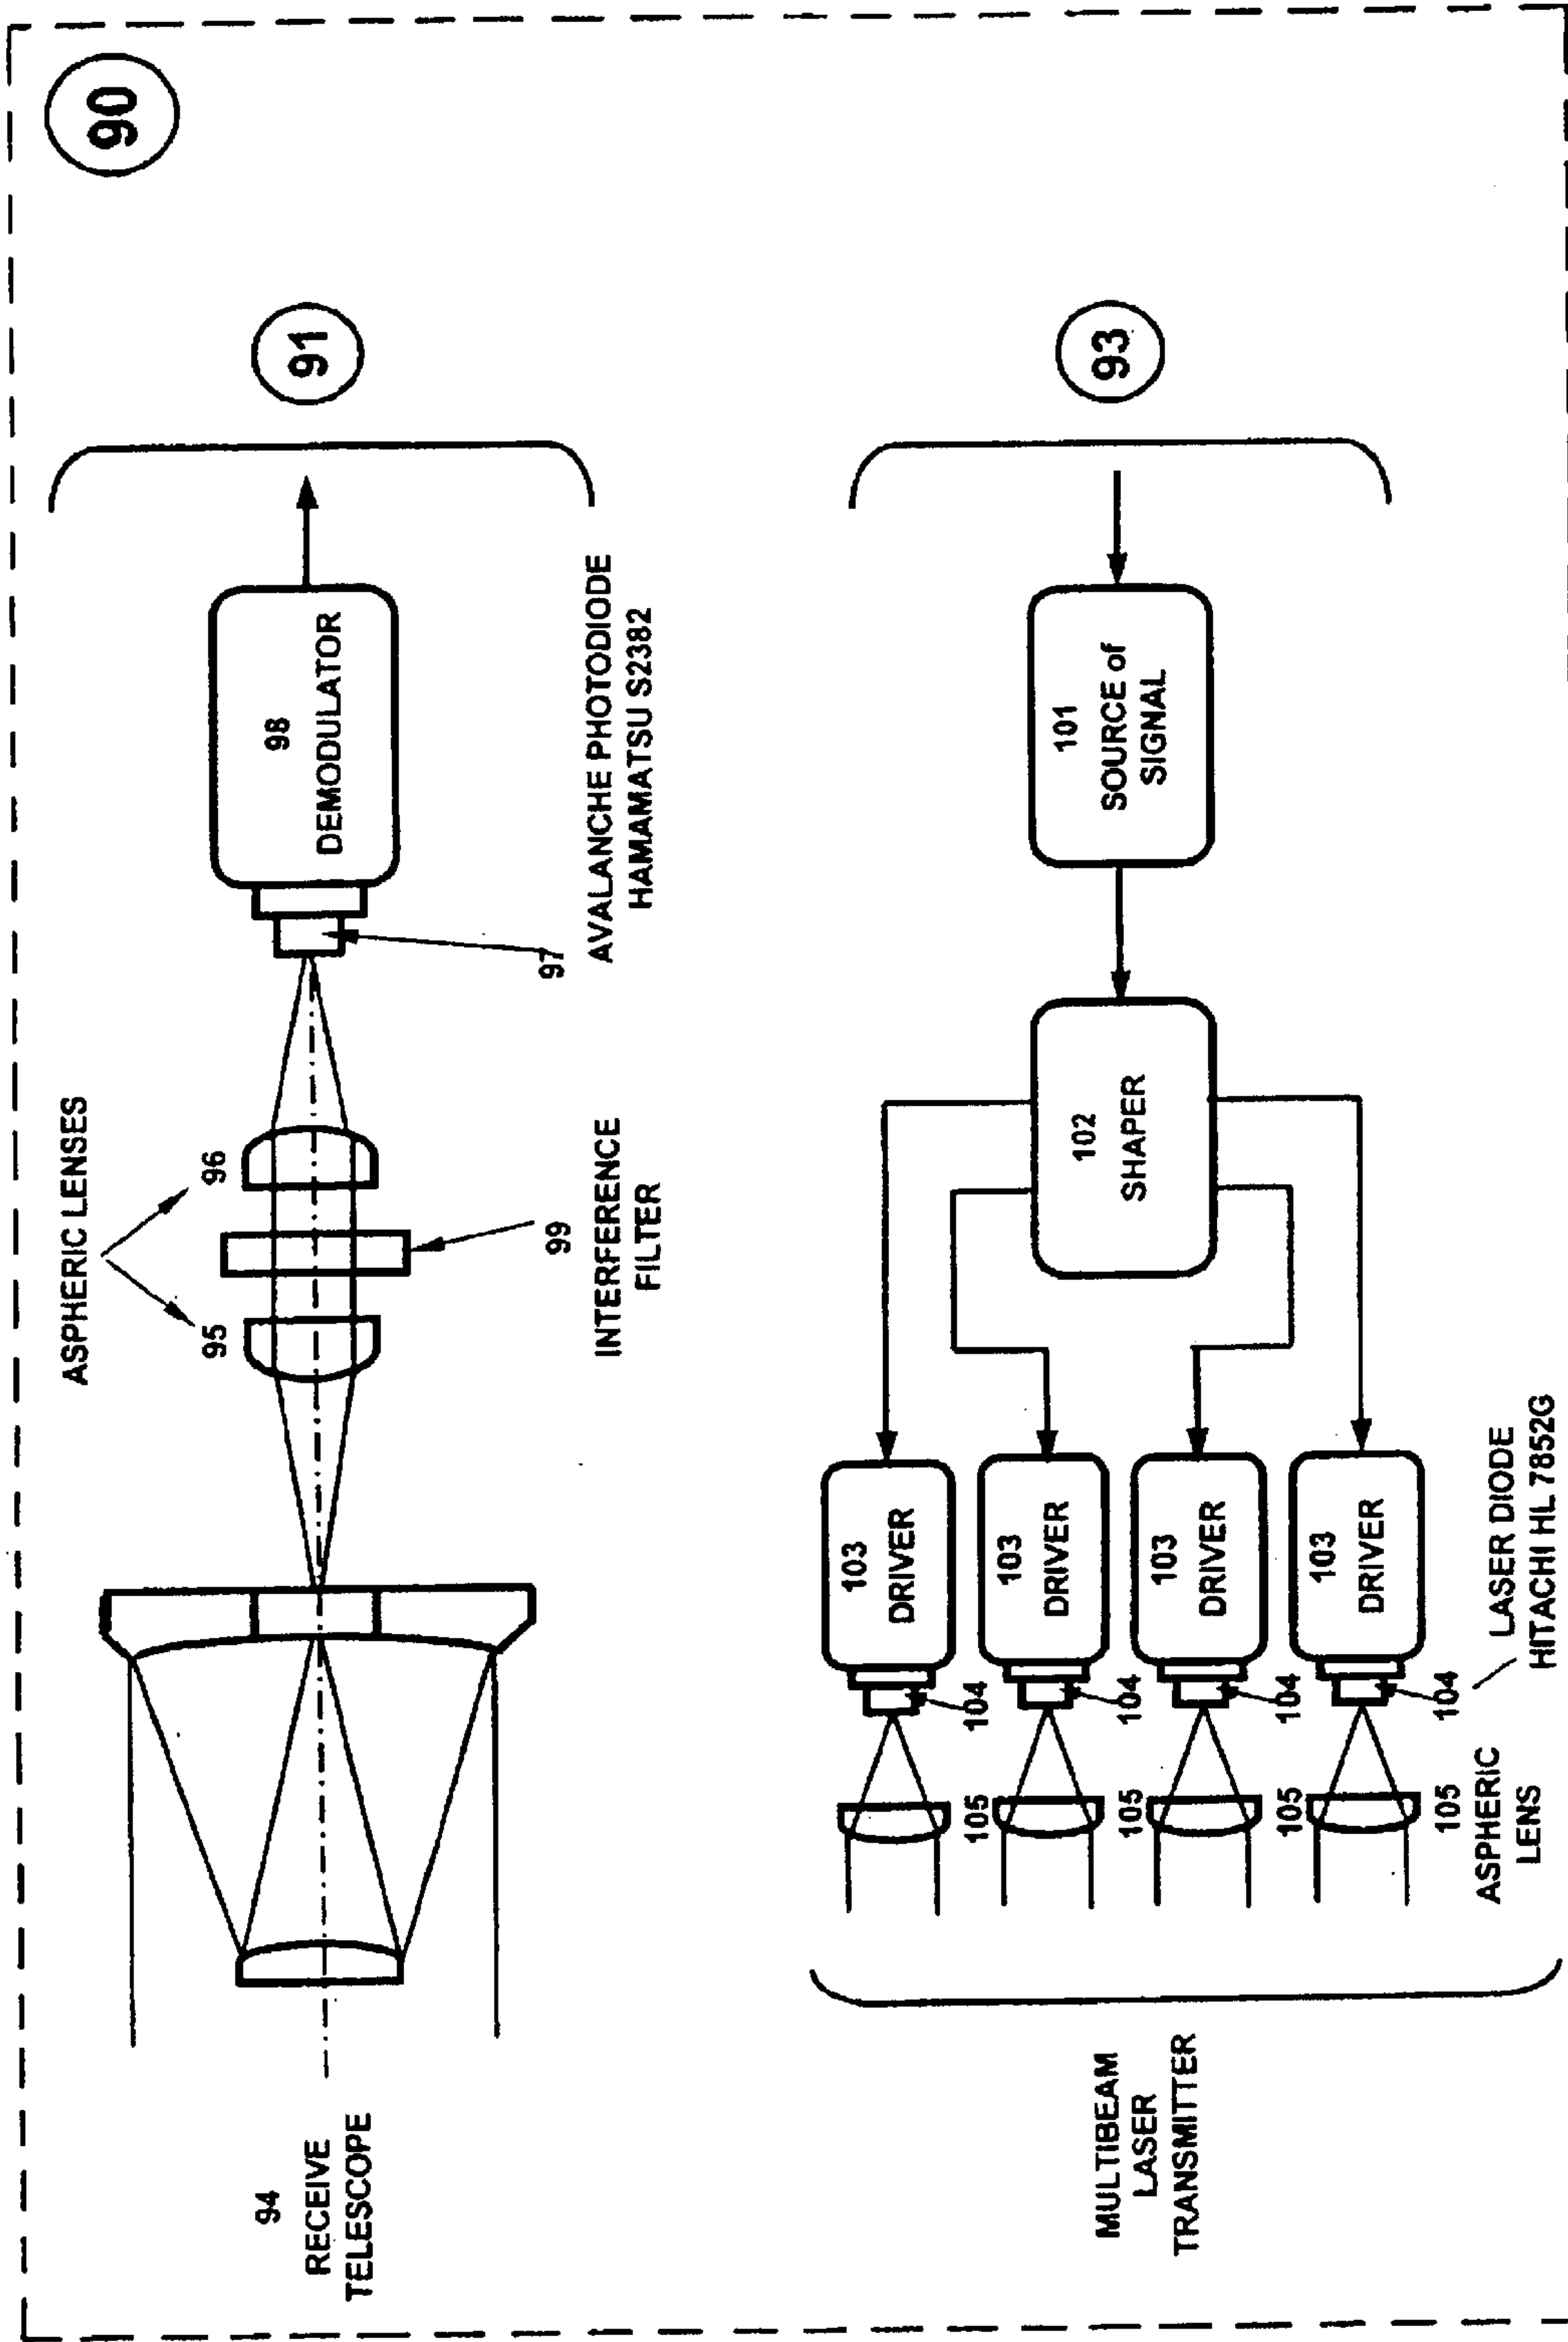 90
91
ASPHERIC LENSES
94
RECEIVE
TELESCOPE
95
96
98
DEMODULATOR
99
INTERFERENCE
FILTER
97
AVALANCHE PHOTODIODE
HAMAMATSU S2382
93
MULTIBEAM
LASER
TRANSMITTER
103
DRIVER
104
105
103
DRIVER
104
105
103
DRIVER
104
105
103
DRIVER
104
105
ASPHERIC
LENS
LASER DIODE
HITACHI HL 7852G
102
SHAPER
101
SOURCE of
SIGNAL